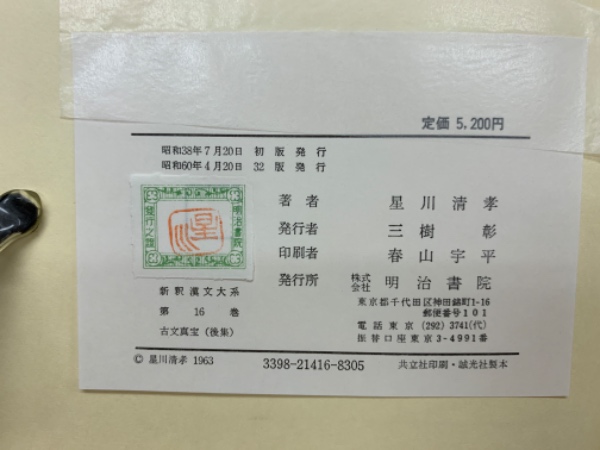 定価 5,200円
昭和38年7月20日 初版発行
昭和60年4月20日 32版発行
明治書院
発行之證
新釈漢文大系
第16巻
古文真宝(後集)
著者 星川清孝
発行者 三樹彰
印刷者 春山宇平
発行所 株式会社 明治書院
東京都千代田区神田錦町1-16
郵便番号101
電話東京(292)3741(代)
振替口座東京3-4991番
© 星川清孝 1963
3398-21416-8305
共立社印刷・誠光社製本